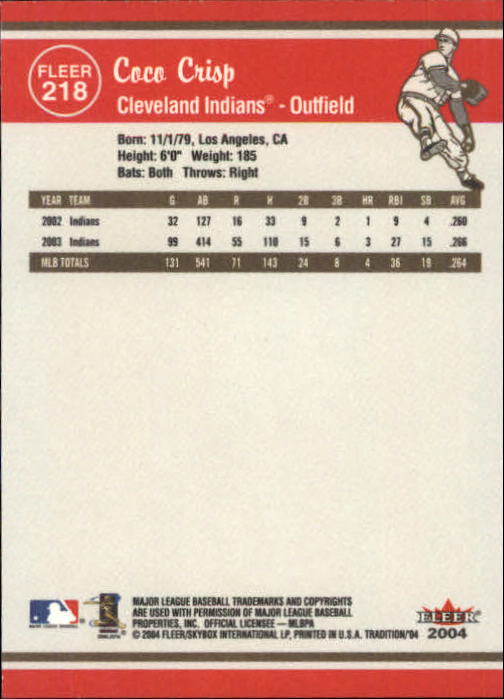 FLEER
218
Coco Crisp
Cleveland Indians® - Outfield
Born: 11/1/79, Los Angeles, CA
Height: 6'0" Weight: 185
Bats: Both Throws: Right
YEAR TEAM G AB R H 2B 3B HR RBI SB AVG
2002 Indians 32 127 16 33 9 2 1 9 4 .260
2003 Indians 99 414 55 110 15 6 3 27 15 .266
MLB TOTALS 131 541 71 143 24 8 4 36 19 .264
MAJOR LEAGUE BASEBALL TRADEMARKS AND COPYRIGHTS
ARE USED WITH PERMISSION OF MAJOR LEAGUE BASEBALL
PROPERTIES, INC. OFFICIAL LICENSEE — MLBPA
© 2004 FLEER/SKYBOX INTERNATIONAL LP, PRINTED IN U.S.A. TRADITION/'04
FLEER
2004